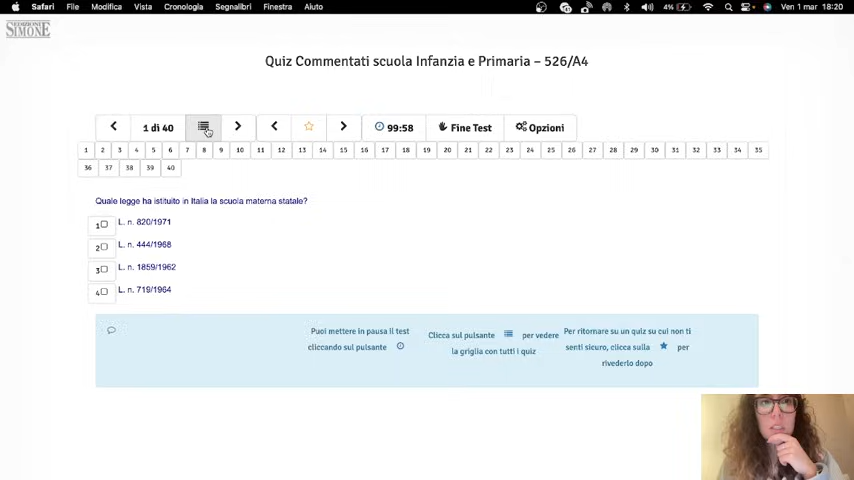 Safari File Modifica Vista Cronologia Segnalibri Finestra Aiuto 4% Ven 1 mar 18:20
EDIZIONI
SIMONE
Quiz Commentati scuola Infanzia e Primaria – 526/A4
1 di 40 99:58 Fine Test Opzioni
1 2 3 4 5 6 7 8 9 10 11 12 13 14 15 16 17 18 19 20 21 22 23 24 25 26 27 28 29 30 31 32 33 34 35
36 37 38 39 40
Quale legge ha istituito in Italia la scuola materna statale?
1 L. n. 820/1971
2 L. n. 444/1968
3 L. n. 1859/1962
4 L. n. 719/1964
Puoi mettere in pausa il test
cliccando sul pulsante
Clicca sul pulsante per vedere
la griglia con tutti i quiz
Per ritornare su un quiz su cui non ti
senti sicuro, clicca sulla per
rivederlo dopo